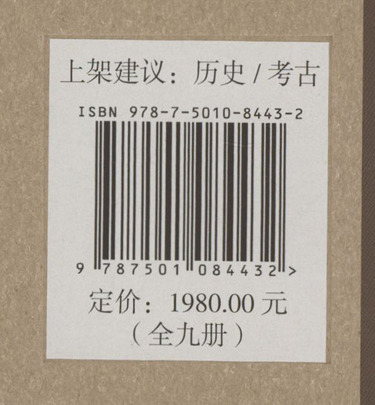 上架建议：历史/考古
ISBN 978-7-5010-8443-2
9 787501 084432 >
定价：1980.00 元
（全九册）